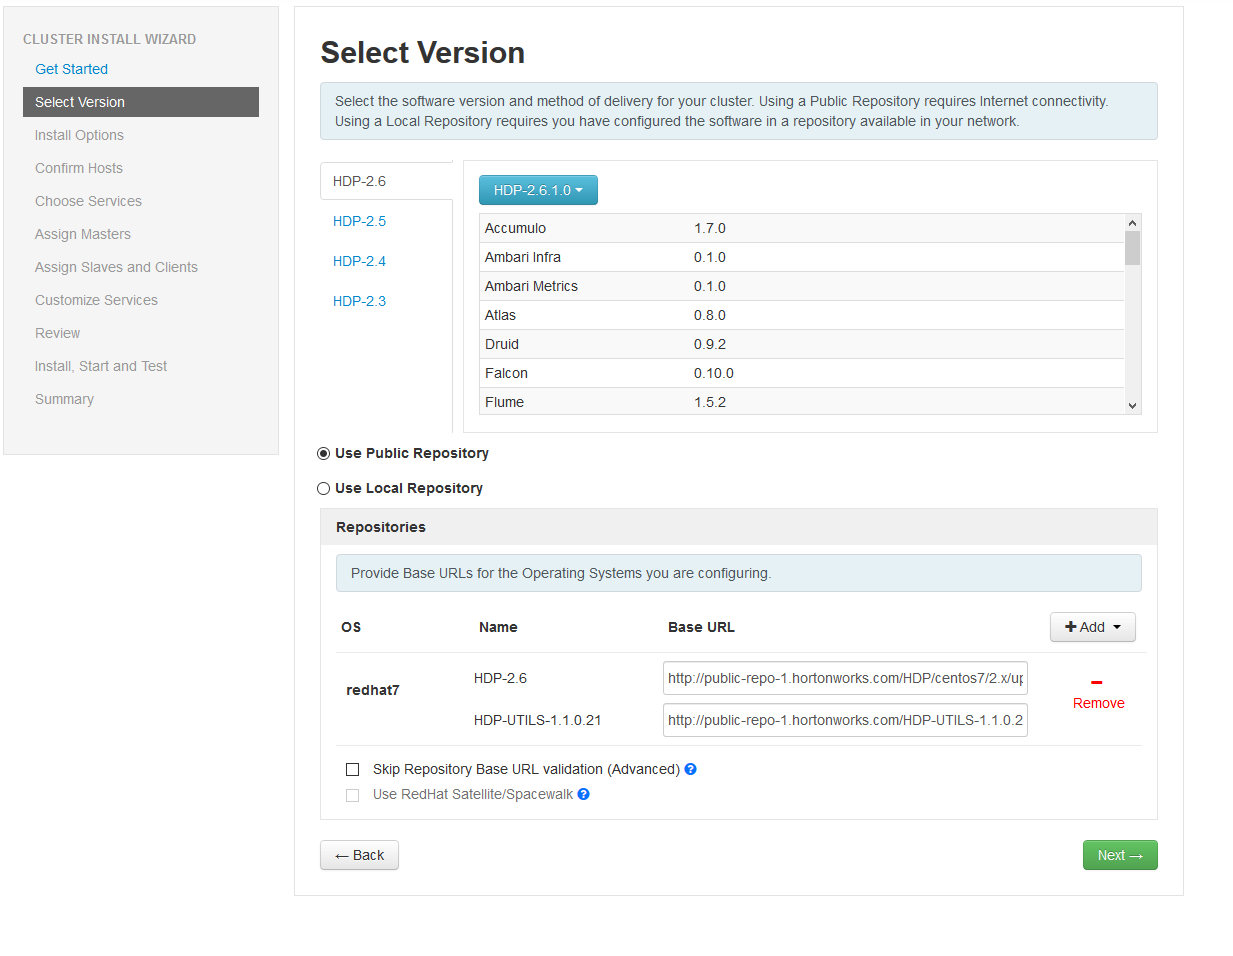 CLUSTER INSTALL WIZARD
Get Started
Select Version
Install Options
Confirm Hosts
Choose Services
Assign Masters
Assign Slaves and Clients
Customize Services
Review
Install, Start and Test
Summary
Select Version
Select the software version and method of delivery for your cluster. Using a Public Repository requires Internet connectivity.
Using a Local Repository requires you have configured the software in a repository available in your network.
HDP-2.6
HDP-2.5
HDP-2.4
HDP-2.3
HDP-2.6.1.0
Accumulo 1.7.0
Ambari Infra 0.1.0
Ambari Metrics 0.1.0
Atlas 0.8.0
Druid 0.9.2
Falcon 0.10.0
Flume 1.5.2
Use Public Repository
Use Local Repository
Repositories
Provide Base URLs for the Operating Systems you are configuring.
OS Name Base URL + Add
redhat7
HDP-2.6 http://public-repo-1.hortonworks.com/HDP/centos7/2.x/up
HDP-UTILS-1.1.0.21 http://public-repo-1.hortonworks.com/HDP-UTILS-1.1.0.2
Remove
Skip Repository Base URL validation (Advanced) ?
Use RedHat Satellite/Spacewalk ?
← Back
Next →